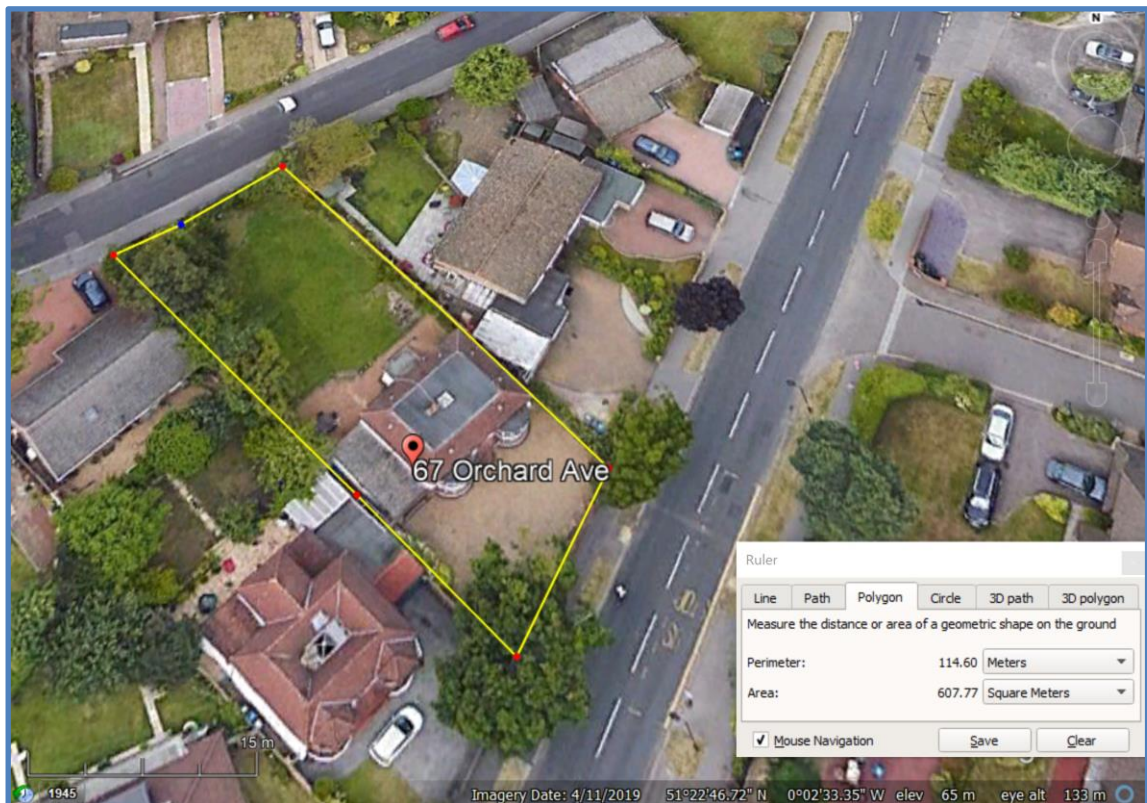 N
67 Orchard Ave
Ruler
Line Path Polygon Circle 3D path 3D polygon
Measure the distance or area of a geometric shape on the ground
Perimeter: 114.60 Meters
Area: 607.77 Square Meters
Mouse Navigation Save Clear
15 m
1945
Imagery Date: 4/11/2019 51°22'46.72" N 0°02'33.35" W elev 65 m eye alt 133 m